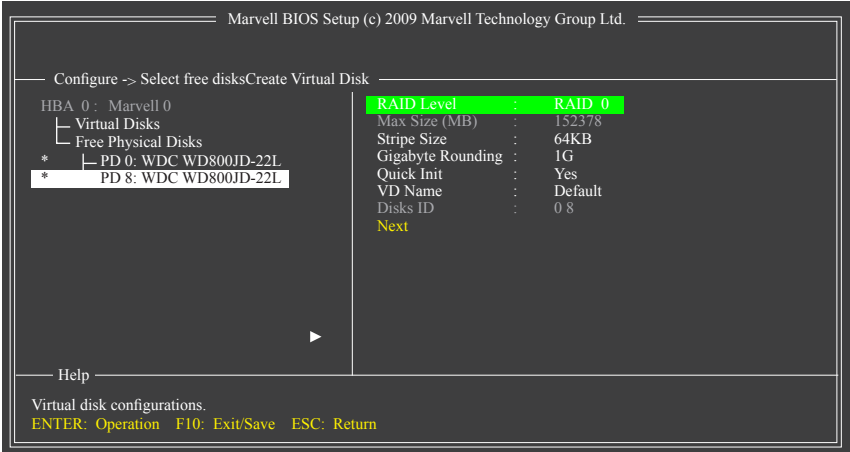 Marvell BIOS Setup (c) 2009 Marvell Technology Group Ltd.
Configure -> Select free disksCreate Virtual Disk
HBA 0 : Marvell 0
Virtual Disks
Free Physical Disks
* PD 0: WDC WD800JD-22L
* PD 8: WDC WD800JD-22L
RAID Level : RAID 0
Max Size (MB) : 152378
Stripe Size : 64KB
Gigabyte Rounding : 1G
Quick Init : Yes
VD Name : Default
Disks ID : 0 8
Next
Help
Virtual disk configurations.
ENTER: Operation F10: Exit/Save ESC: Return